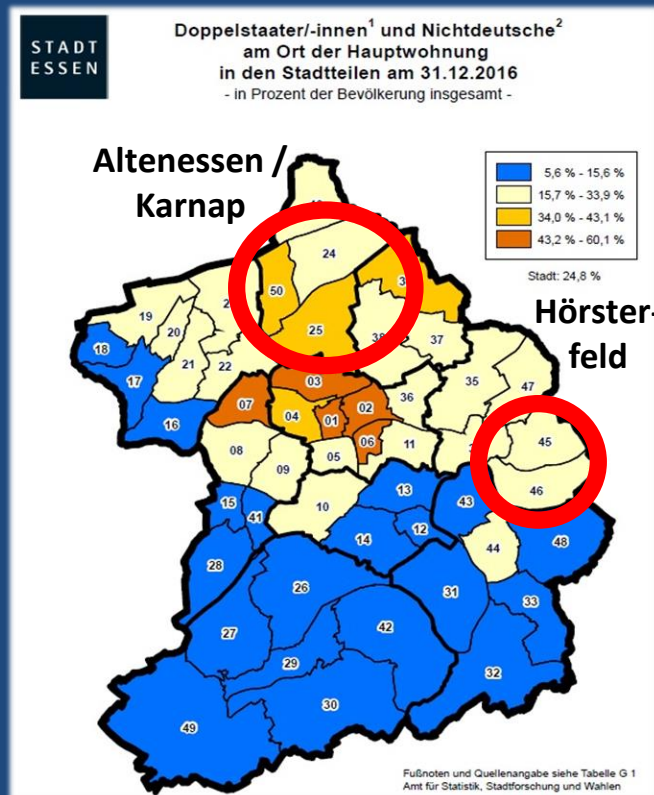 STADT
ESSEN
Doppelstaater/-innen¹ und Nichtdeutsche²
am Ort der Hauptwohnung
in den Stadtteilen am 31.12.2016
- in Prozent der Bevölkerung insgesamt -
Altenessen /
Karnap
5,6 % - 15,6 %
15,7 % - 33,9 %
34,0 % - 43,1 %
43,2 % - 60,1 %
Stadt: 24,8 %
Hörster-
feld
24
50
25
19
20
18
21
22
17
16
38
37
35
47
03
07
04
01
02
36
06
05
11
08
09
45
46
10
13
12
14
43
44
48
15
41
28
26
31
33
27
42
29
32
30
49
Fußnoten und Quellenangabe siehe Tabelle G 1
Amt für Statistik, Stadtforschung und Wahlen